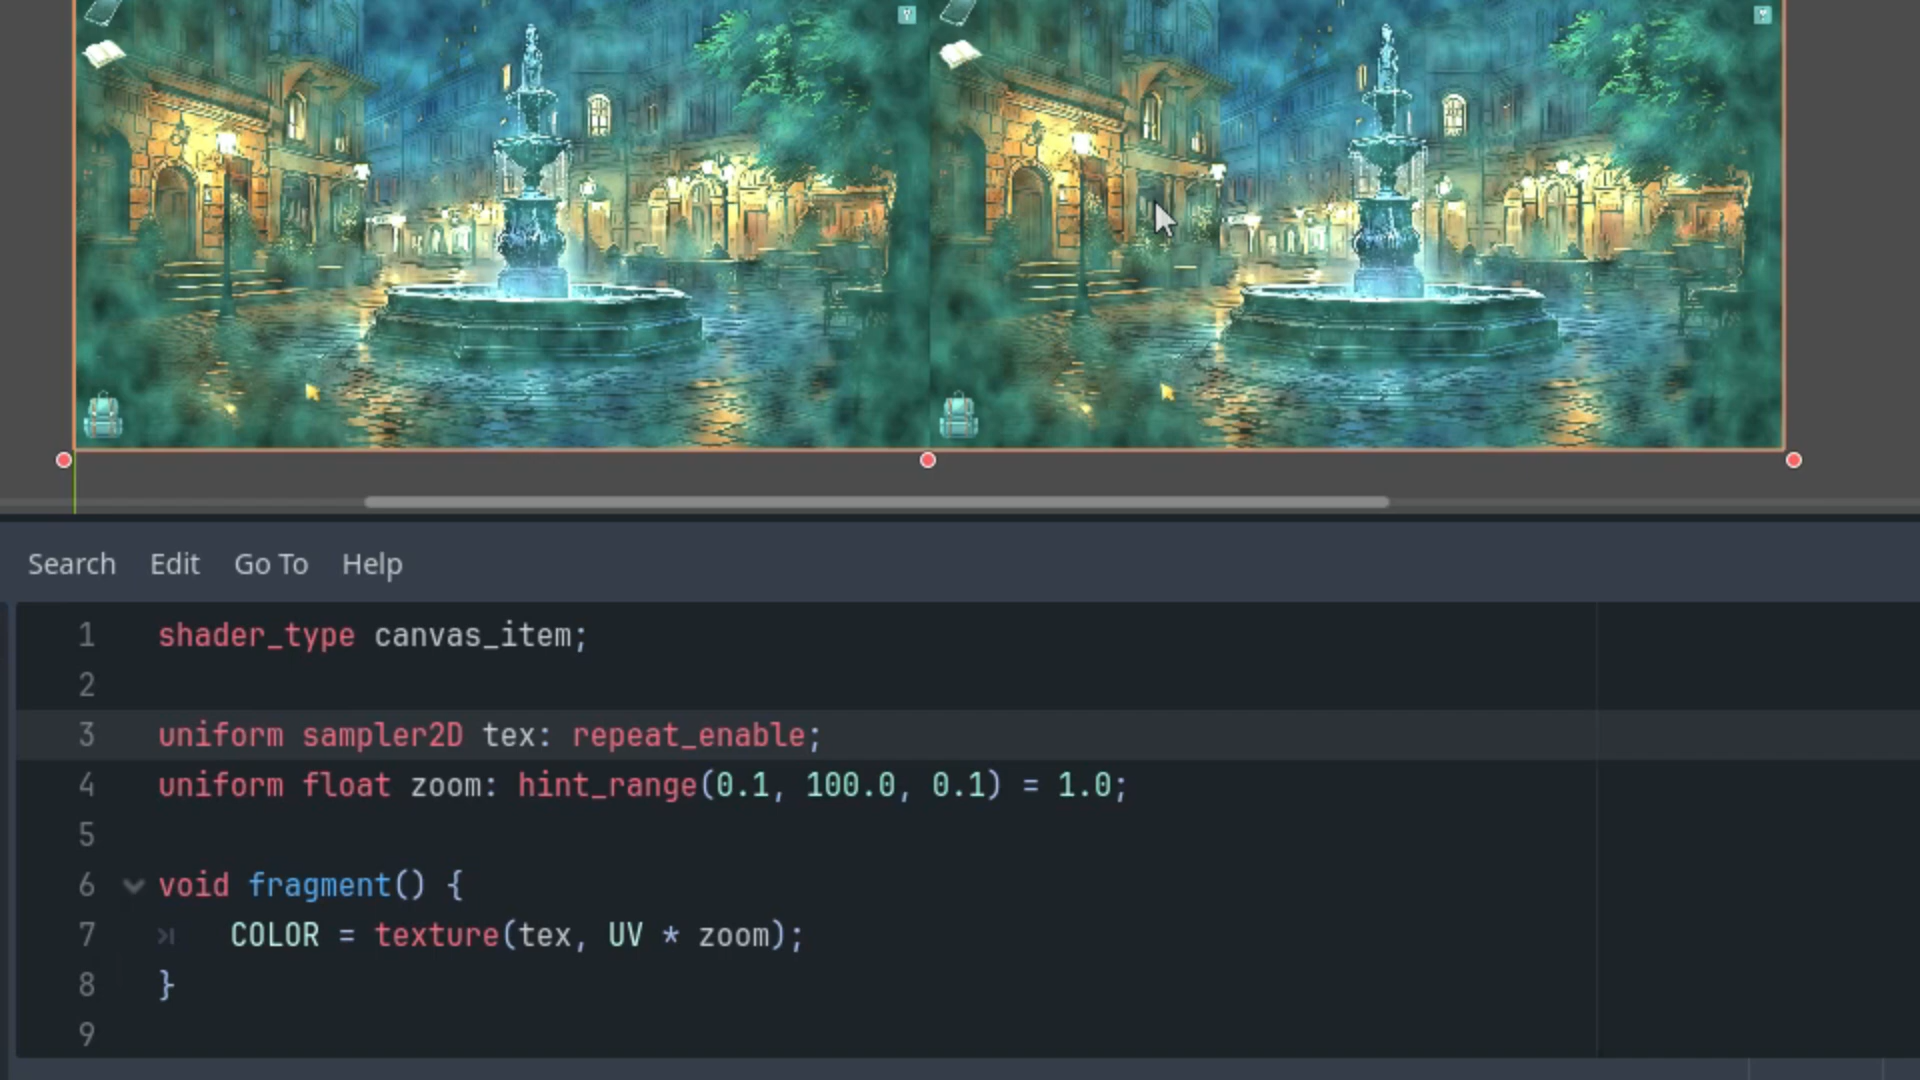 Search Edit Go To Help
1 shader_type canvas_item;
2
3 uniform sampler2D tex: repeat_enable;
4 uniform float zoom: hint_range(0.1, 100.0, 0.1) = 1.0;
5
6 void fragment() {
7 COLOR = texture(tex, UV * zoom);
8 }
9